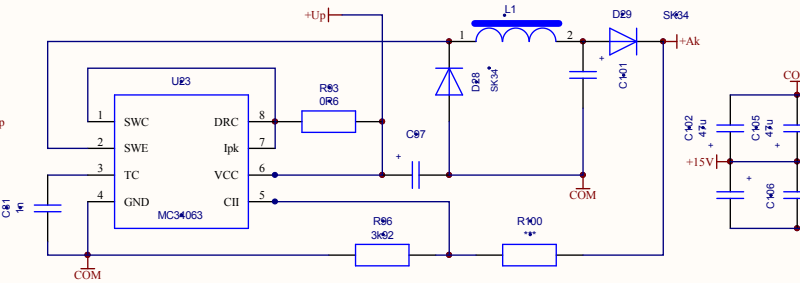 +Up
L1
D29
SK34
1
2
+Ak
+
C101
D28
SK34
U23
R93
0R6
C97
+
1
SWC
DRC
8
2
SWE
Ipk
7
3
TC
VCC
6
4
GND
CII
5
MC34063
C81
1n
COM
COM
R96
3k92
R100
***
C102
47u
+
C105
47u
+
+15V
+
C106